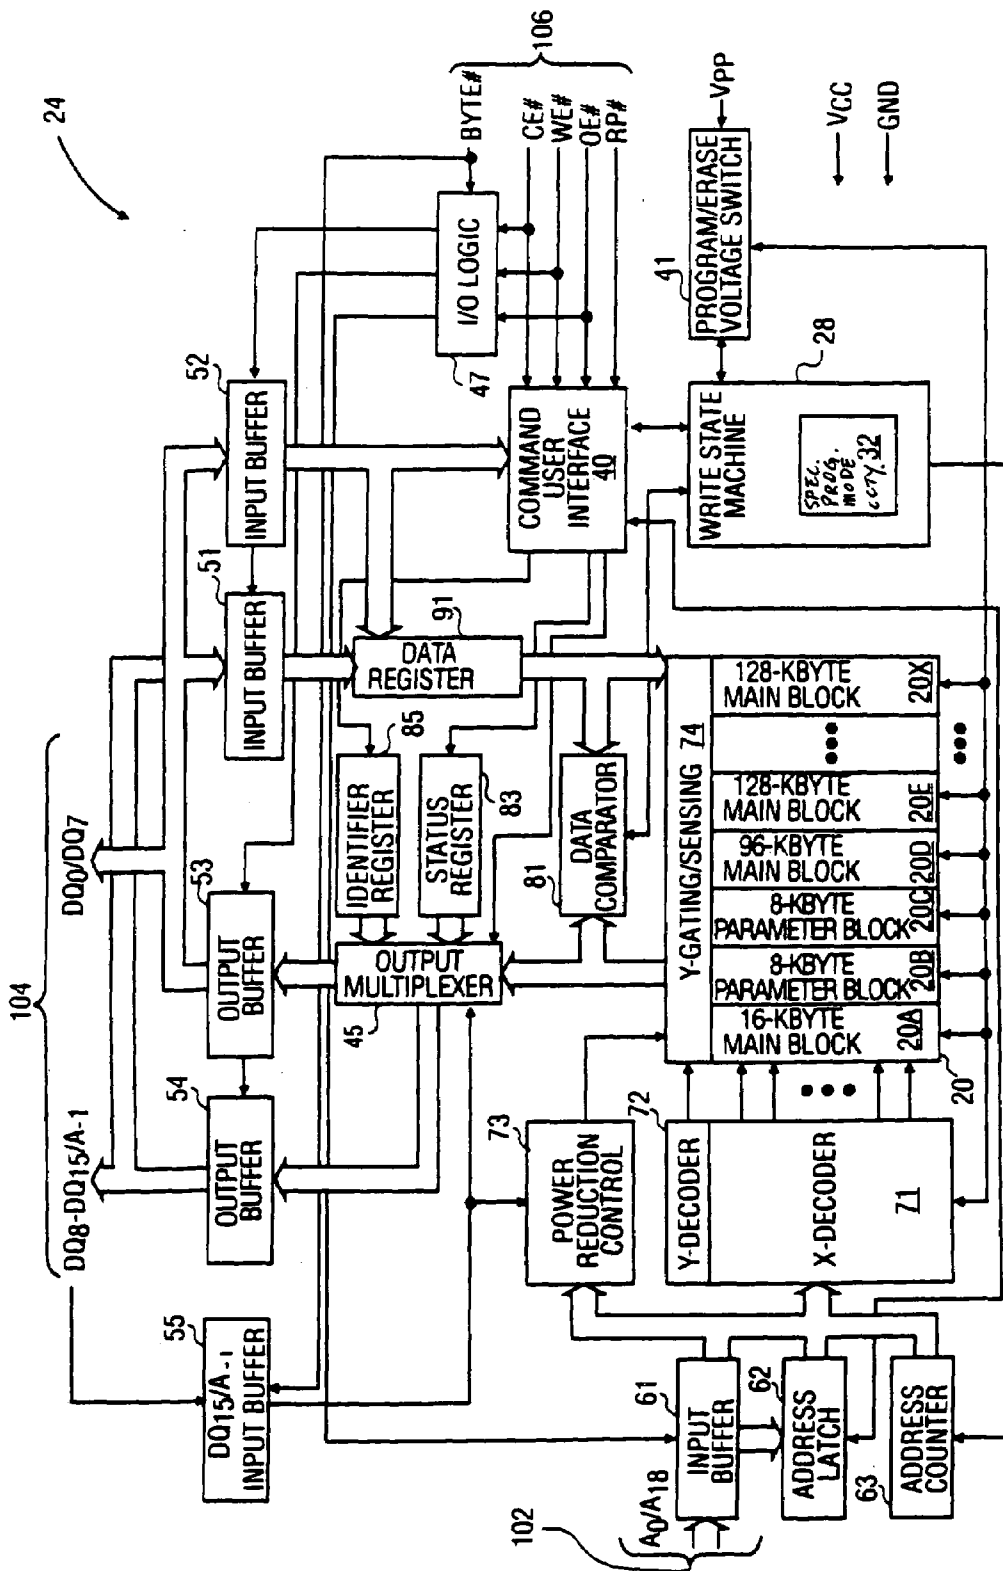 24
104
DQ8-DQ15/A-1
DQ0/DQ7
55
DQ15/A-1
INPUT BUFFER
54
OUTPUT
BUFFER
53
OUTPUT
BUFFER
51
INPUT BUFFER
52
INPUT BUFFER
106
BYTE#
CE#
WE#
OE#
RP#
I/O LOGIC
47
OUTPUT
MULTIPLEXER
45
IDENTIFIER
REGISTER
85
STATUS
REGISTER
83
DATA
REGISTER
91
COMMAND
USER
INTERFACE
40
DATA
COMPARATOR
81
POWER
REDUCTION
CONTROL
73
PROGRAM/ERASE
VOLTAGE SWITCH
41
VPP
VCC
GND
WRITE STATE
MACHINE
28
SPEC.
PROG.
MODE
CCTY. 32
102
A0/A18
INPUT
BUFFER
61
ADDRESS
LATCH
62
ADDRESS
COUNTER
63
Y-DECODER
72
X-DECODER
71
Y-GATING/SENSING 74
16-KBYTE
MAIN BLOCK
20A
8-KBYTE
PARAMETER BLOCK
20B
8-KBYTE
PARAMETER BLOCK
20C
96-KBYTE
MAIN BLOCK
20D
128-KBYTE
MAIN BLOCK
20E
128-KBYTE
MAIN BLOCK
20X
20